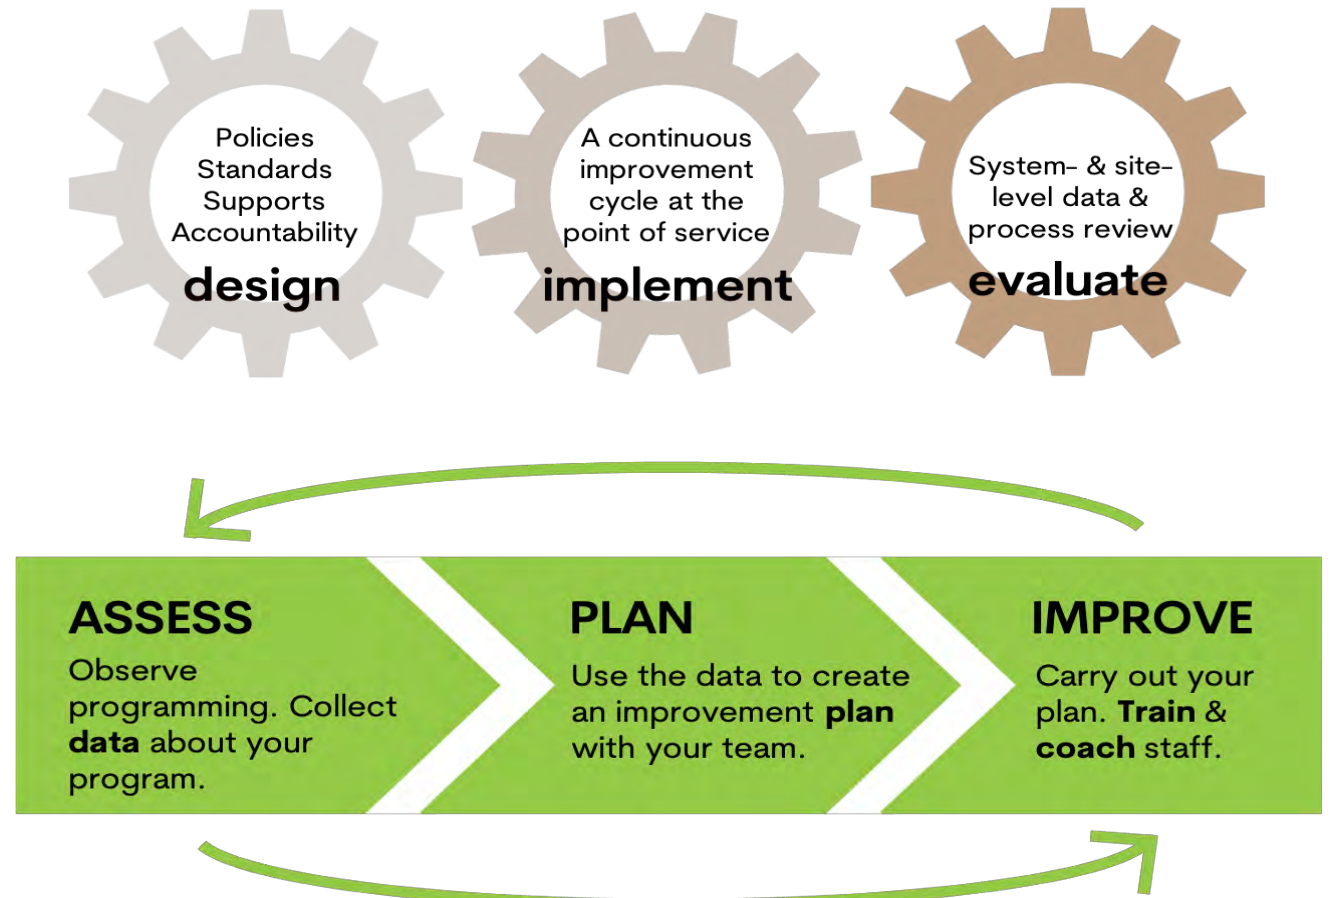 Policies
Standards
Supports
Accountability
design
A continuous
improvement
cycle at the
point of service
implement
System- & site-
level data &
process review
evaluate
ASSESS
Observe
programming. Collect
data about your
program.
PLAN
Use the data to create
an improvement plan
with your team.
IMPROVE
Carry out your
plan. Train &
coach staff.